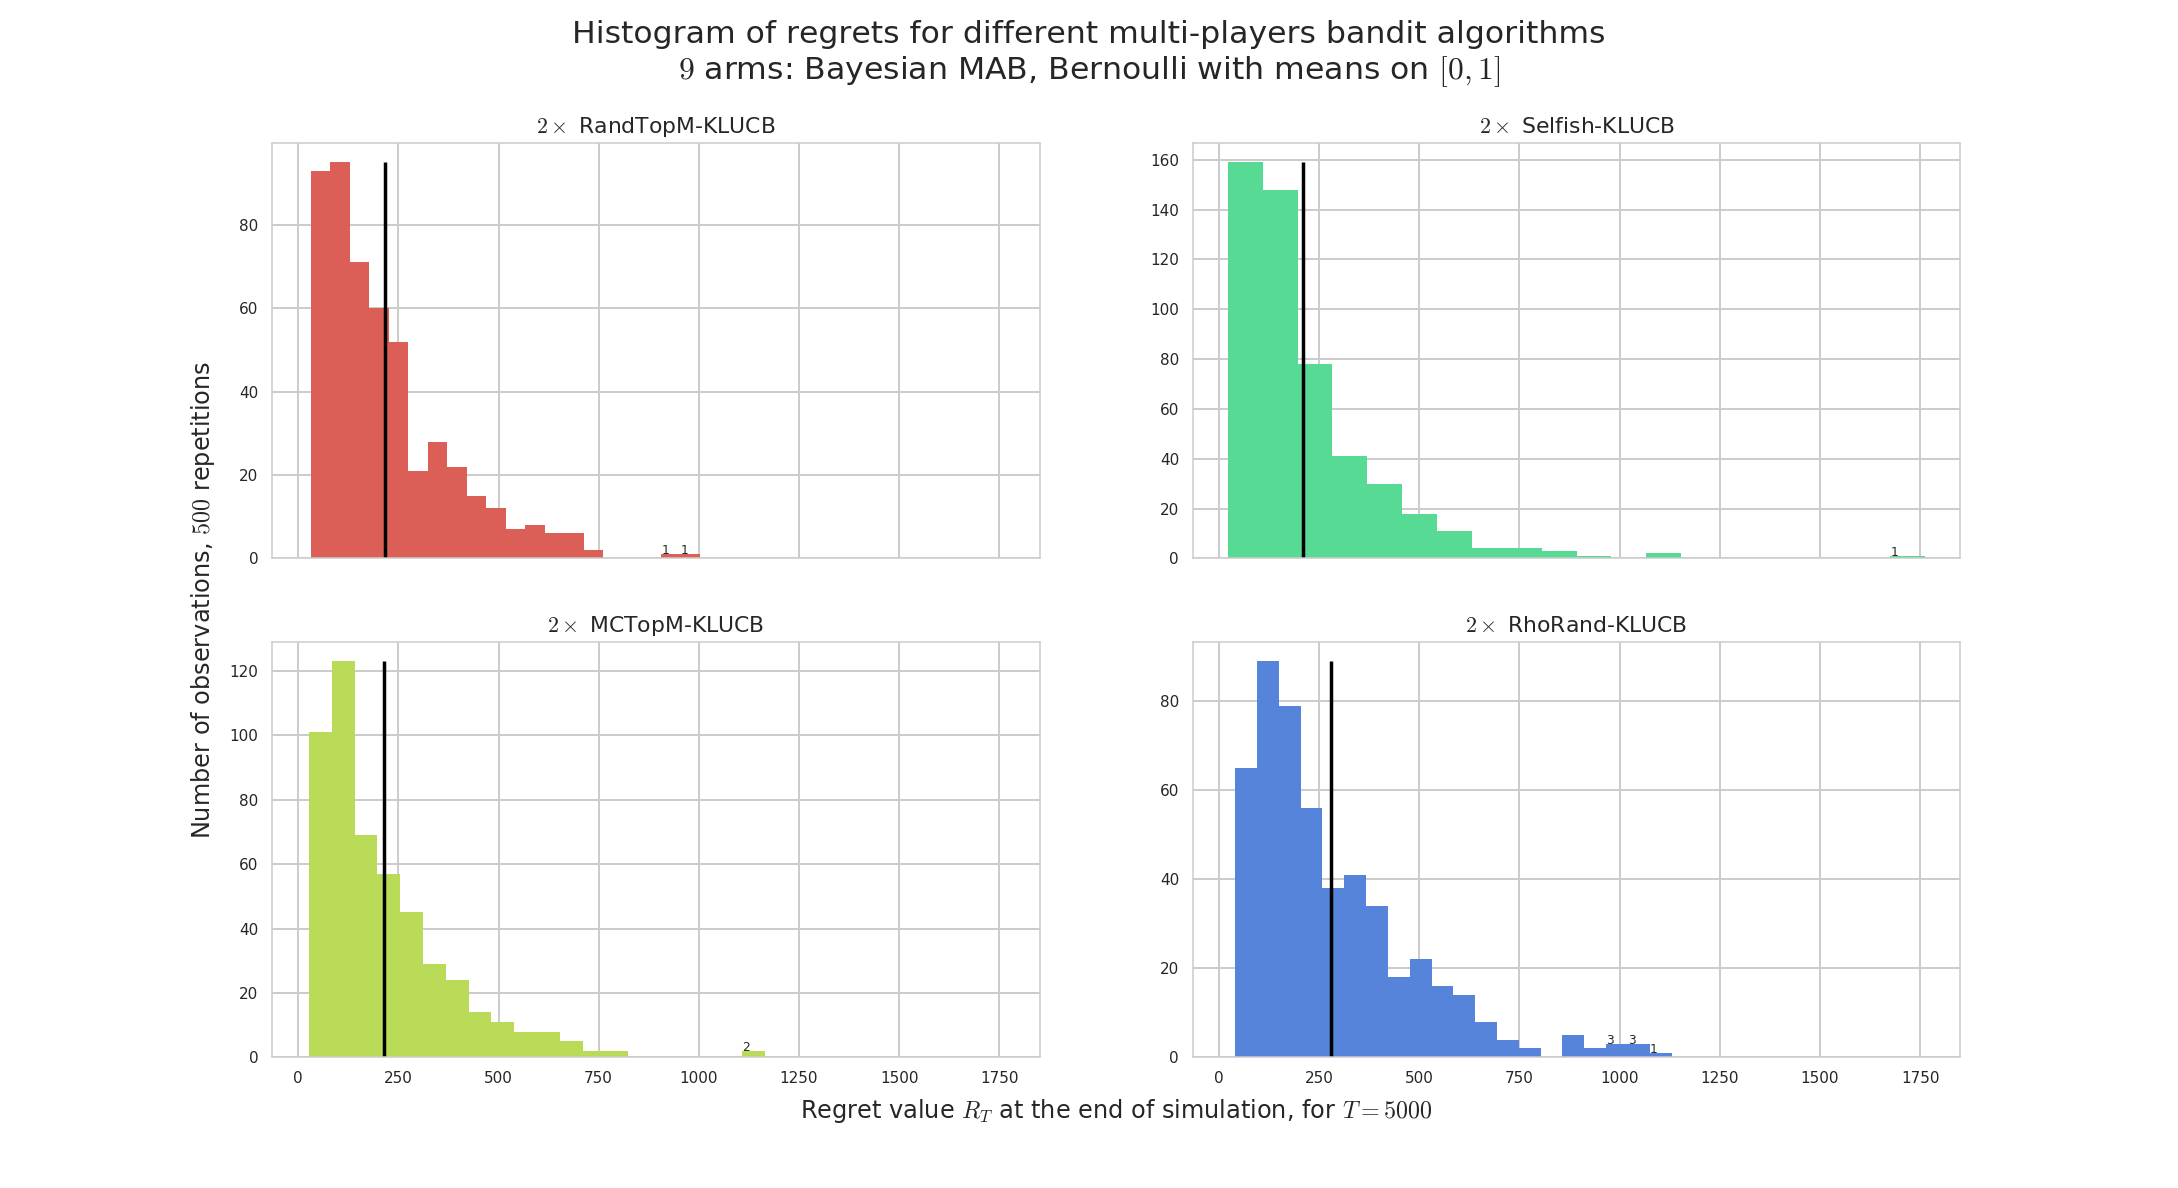 Histogram of regrets for different multi-players bandit algorithms
9 arms: Bayesian MAB, Bernoulli with means on [0, 1]
2× RandTopM-KLUCB
80
60
40
20
0
1 1
2× Selfish-KLUCB
160
140
120
100
80
60
40
20
0
1
Number of observations, 500 repetitions
2× MCTopM-KLUCB
120
100
80
60
40
20
0
2
0 250 500 750 1000 1250 1500 1750
2× RhoRand-KLUCB
80
60
40
20
0
3 3 1
0 250 500 750 1000 1250 1500 1750
Regret value R_T at the end of simulation, for T = 5000